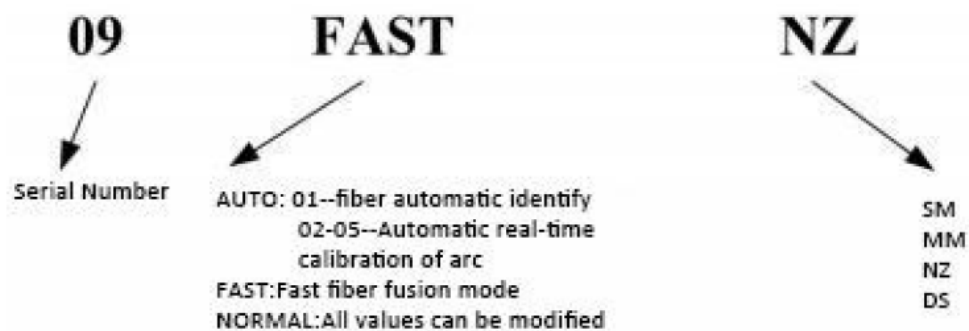 09 FAST NZ
Serial Number
AUTO: 01--fiber automatic identify
02-05--Automatic real-time
calibration of arc
FAST:Fast fiber fusion mode
NORMAL:All values can be modified
SM
MM
NZ
DS